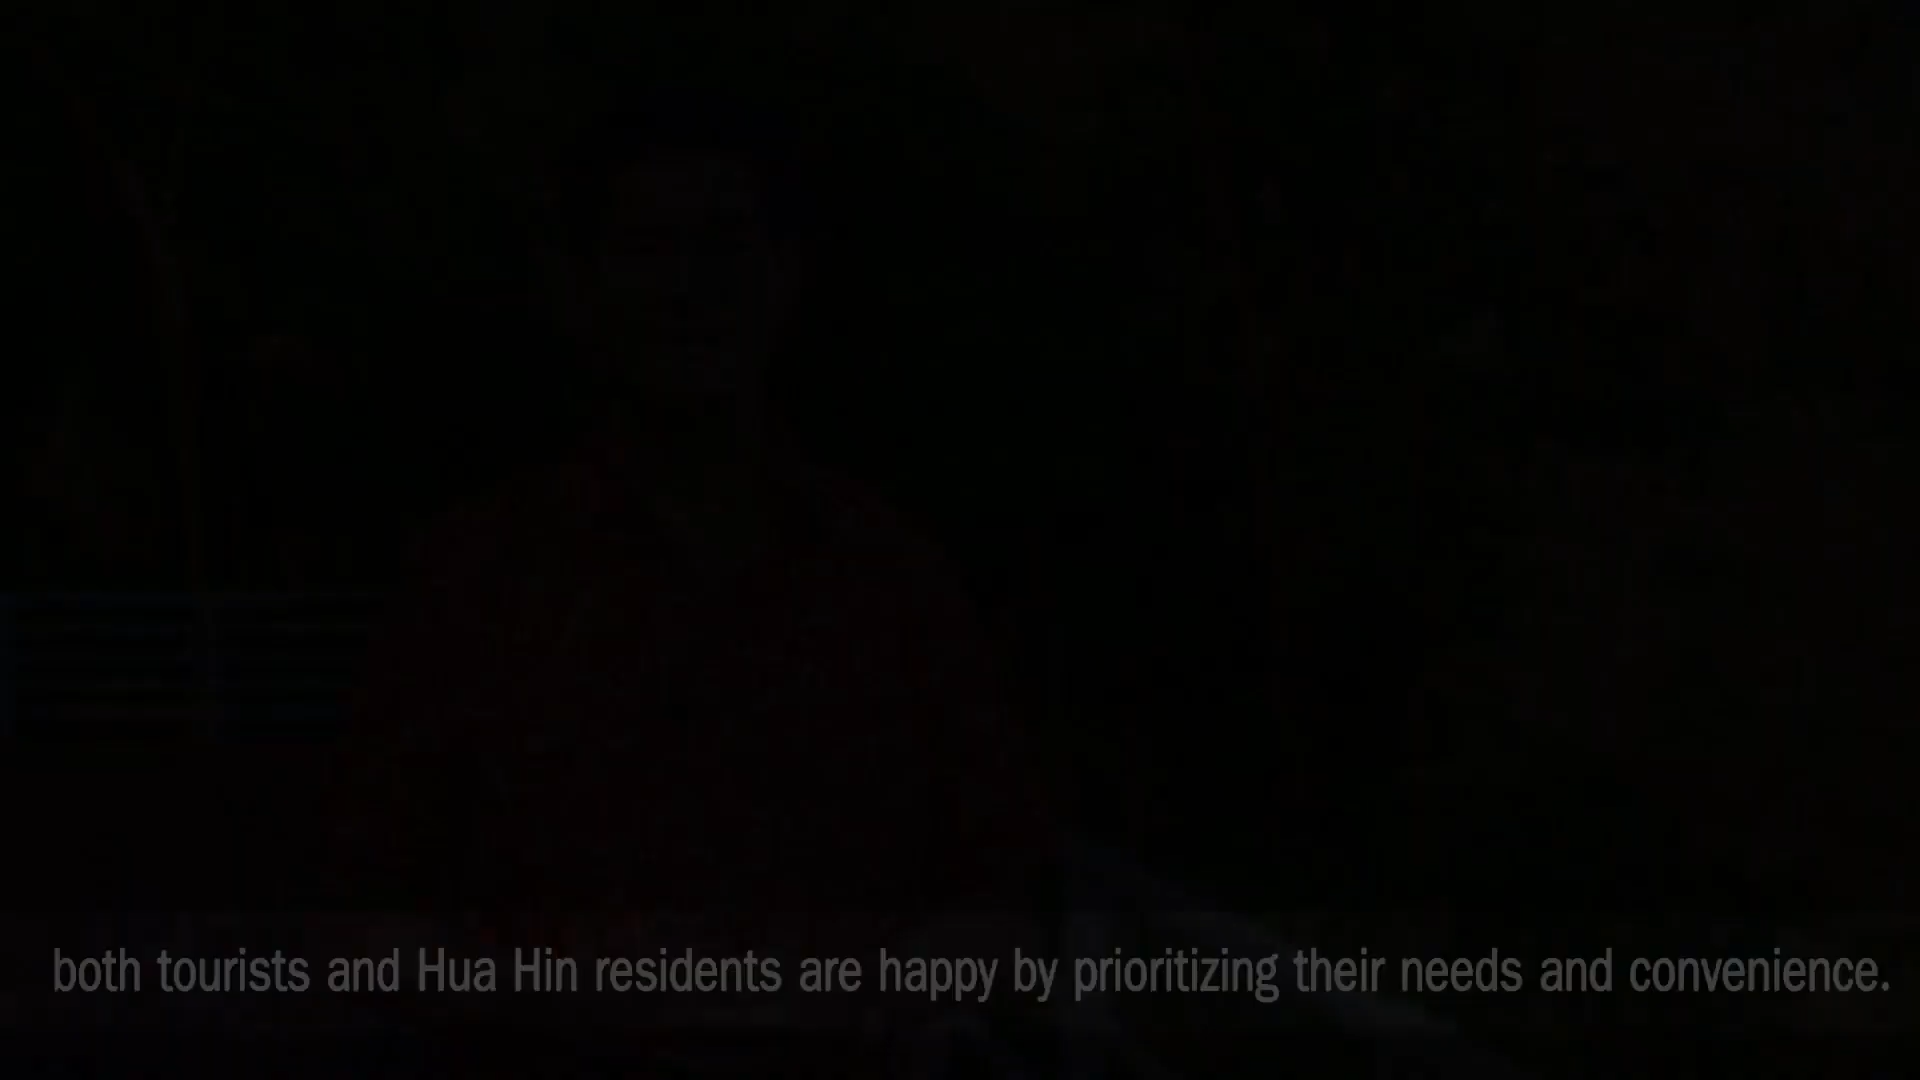 both tourists and Hua Hin residents are happy by prioritizing their needs and convenience.